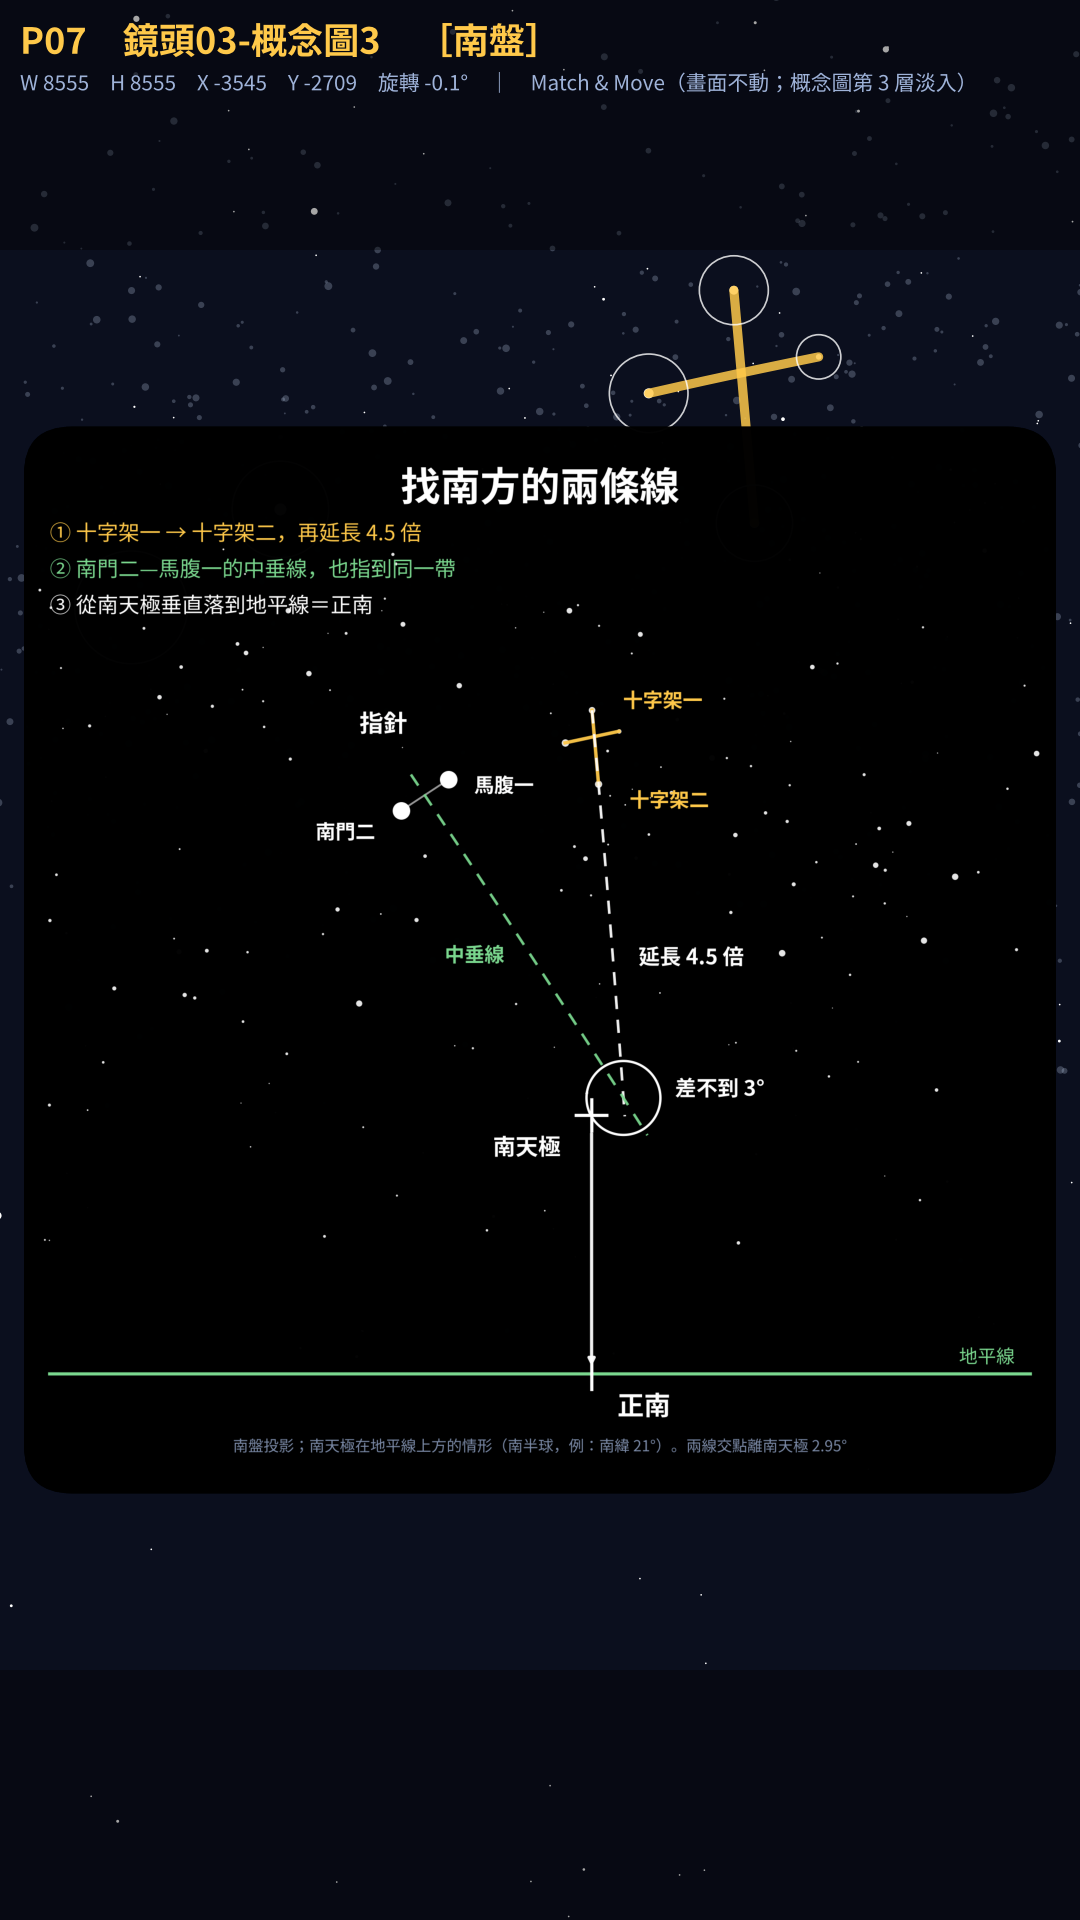 P07　鏡頭03-概念圖3　［南盤］
W 8555　H 8555　X -3545　Y -2709　旋轉 -0.1°　｜　Match & Move（畫面不動；概念圖第 3 層淡入）
找南方的兩條線
① 十字架一 → 十字架二，再延長 4.5 倍
② 南門二—馬腹一的中垂線，也指到同一帶
③ 從南天極垂直落到地平線＝正南
十字架一
指針
馬腹一
十字架二
南門二
中垂線
延長 4.5 倍
差不到 3°
南天極
地平線
正南
南盤投影；南天極在地平線上方的情形（南半球，例：南緯 21°）。兩線交點離南天極 2.95°